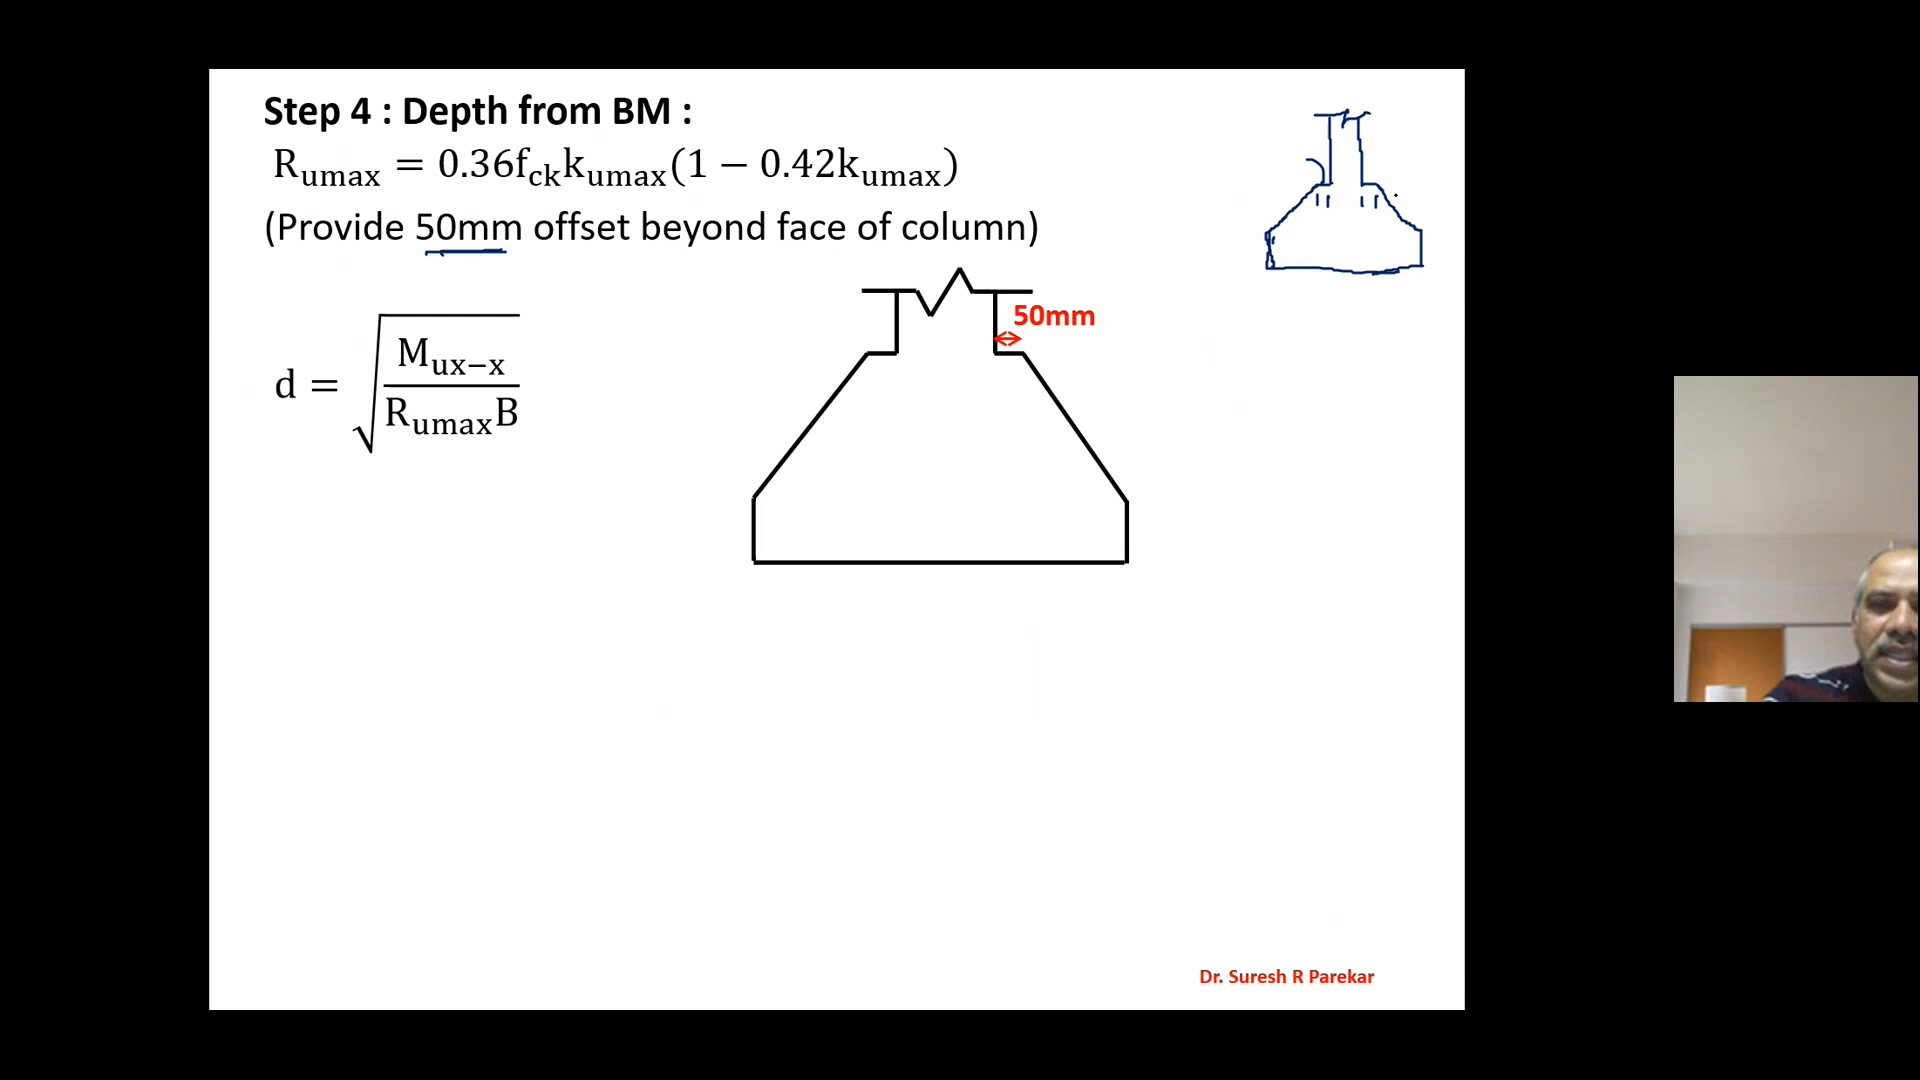 Step 4 : Depth from BM :
Rumax = 0.36fckkumax(1 − 0.42kumax)
(Provide 50mm offset beyond face of column)
50mm
d = √(Mux−x / RumaxB)
Dr. Suresh R Parekar